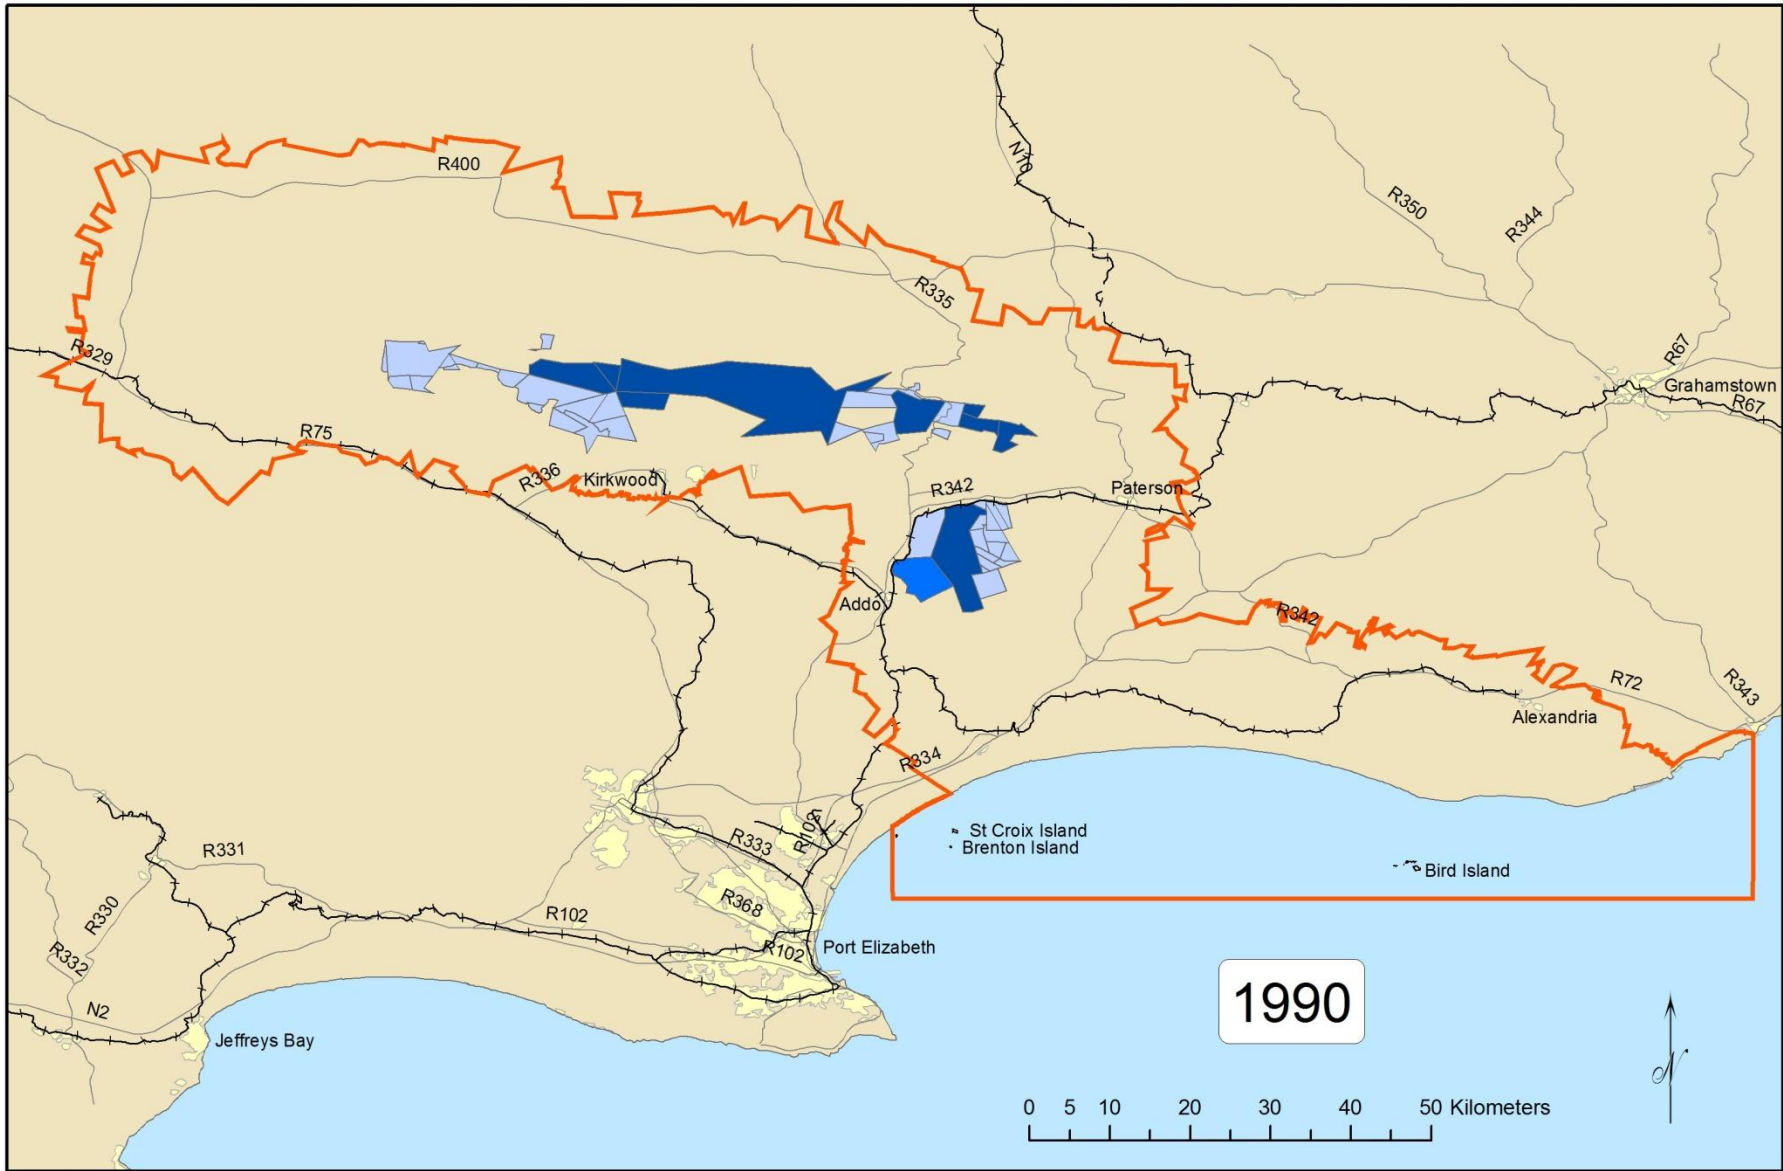 R400
N10
R350
R344
R335
R329
R67
Grahamstown
R67
R75
R336
Kirkwood
R342
Paterson
Addo
R342
R72
R343
Alexandria
R334
R102
R333
St Croix Island
Brenton Island
Bird Island
R331
R330
R368
R102
R102
Port Elizabeth
R332
N2
Jeffreys Bay
1990
N
0 5 10 20 30 40 50 Kilometers